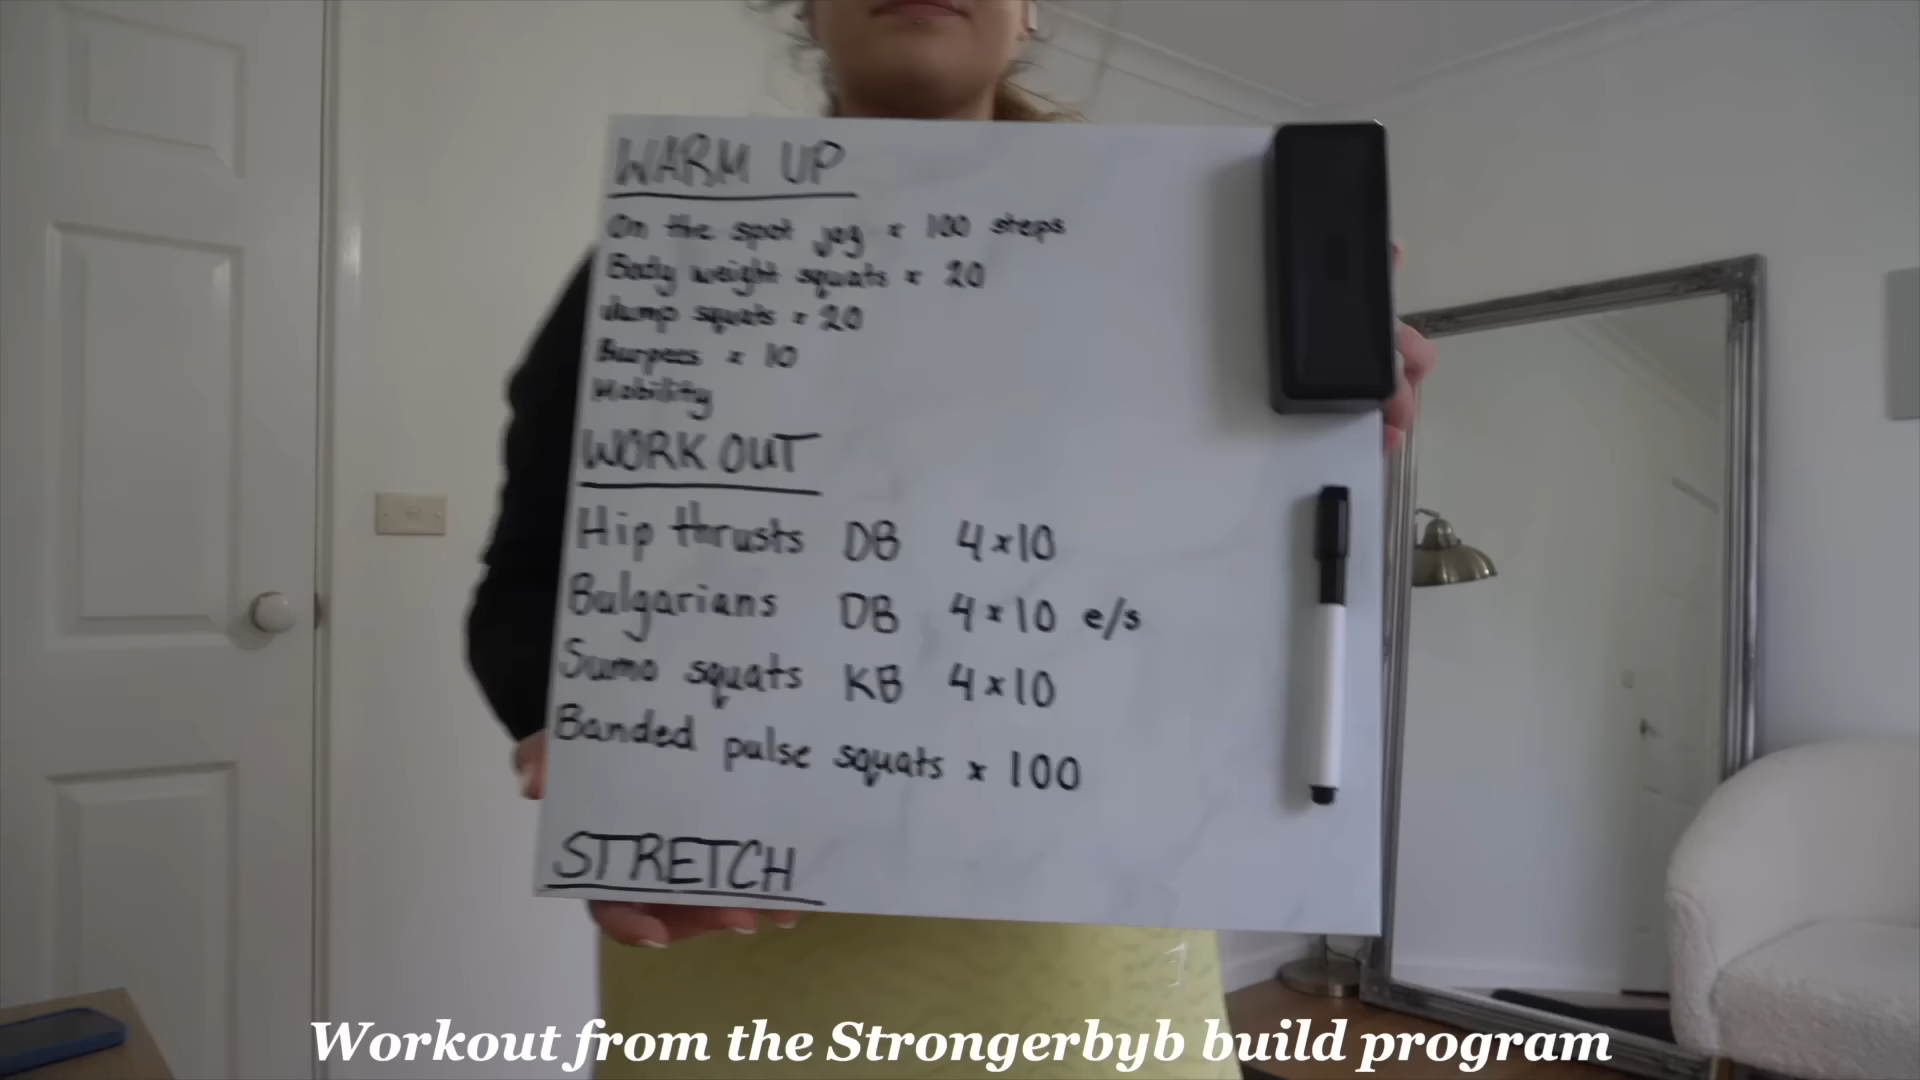 WARM UP
On the spot jog x 100 steps
Body weight squats x 20
Jump squats x 20
Burpees x 10
Mobility
WORK OUT
Hip thrusts DB 4x10
Bulgarians DB 4x10 e/s
Sumo squats KB 4x10
Banded pulse squats x 100
STRETCH
Workout from the Strongerbyb build program